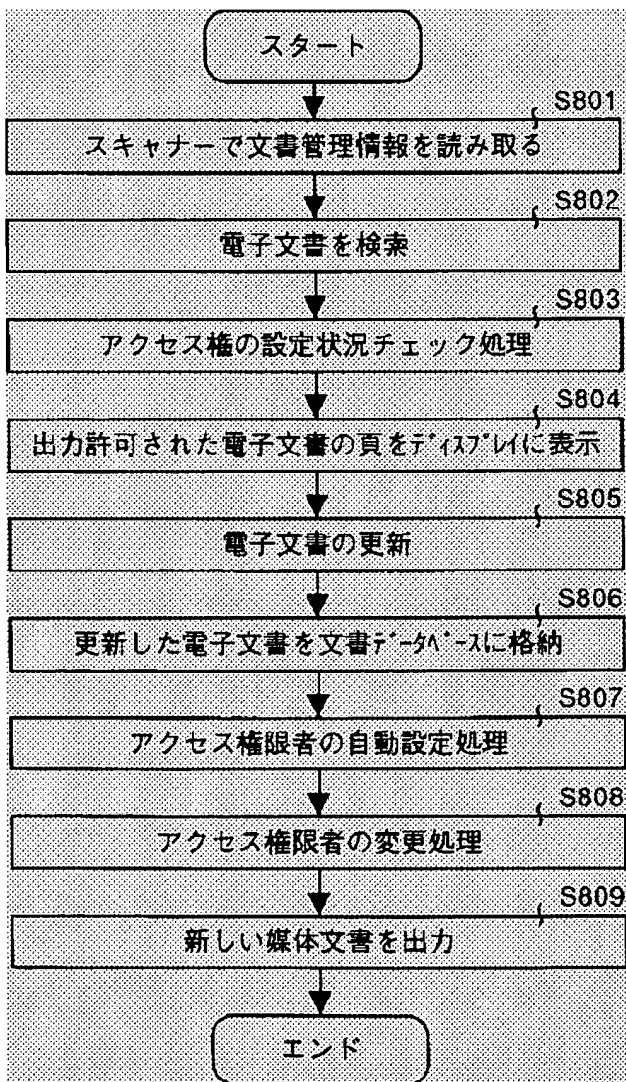 スタート
S801
スキャナーで文書管理情報を読み取る
S802
電子文書を検索
S803
アクセス権の設定状況チェック処理
S804
出力許可された電子文書の頁をﾃﾞｨｽﾌﾟﾚｲに表示
S805
電子文書の更新
S806
更新した電子文書を文書ﾃﾞｰﾀﾍﾞｰｽに格納
S807
アクセス権限者の自動設定処理
S808
アクセス権限者の変更処理
S809
新しい媒体文書を出力
エンド